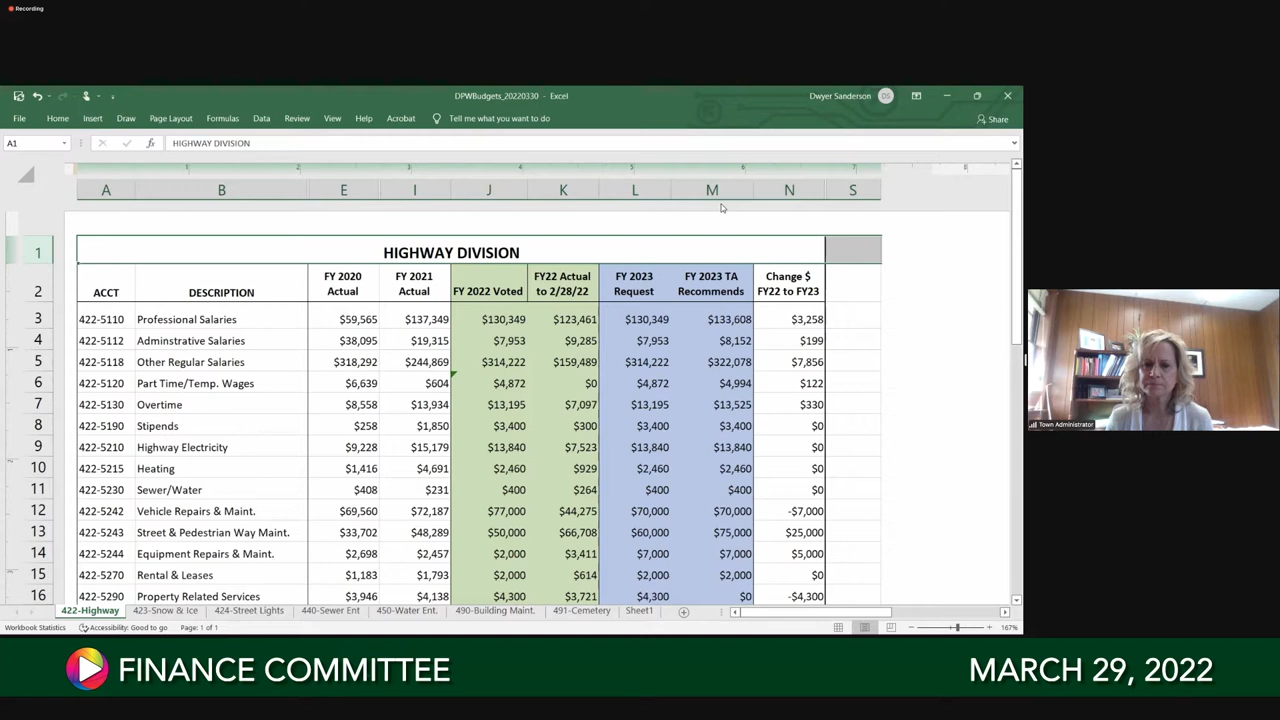 Recording
DPWBudgets_20220330 - Excel
Dwyer Sanderson DS
File Home Insert Draw Page Layout Formulas Data Review View Help Acrobat Tell me what you want to do Share
A1 fx HIGHWAY DIVISION
1 2 3 4 5 6 7 8
A B E I J K L M N S
1 HIGHWAY DIVISION
2 ACCT DESCRIPTION FY 2020 Actual FY 2021 Actual FY 2022 Voted FY22 Actual to 2/28/22 FY 2023 Request FY 2023 TA Recommends Change $ FY22 to FY23
3 422-5110 Professional Salaries $59,565 $137,349 $130,349 $123,461 $130,349 $133,608 $3,258
4 422-5112 Adminstrative Salaries $38,095 $19,315 $7,953 $9,285 $7,953 $8,152 $199
5 422-5118 Other Regular Salaries $318,292 $244,869 $314,222 $159,489 $314,222 $322,078 $7,856
6 422-5120 Part Time/Temp. Wages $6,639 $604 $4,872 $0 $4,872 $4,994 $122
7 422-5130 Overtime $8,558 $13,934 $13,195 $7,097 $13,195 $13,525 $330
8 422-5190 Stipends $258 $1,850 $3,400 $300 $3,400 $3,400 $0
9 422-5210 Highway Electricity $9,228 $15,179 $13,840 $7,523 $13,840 $13,840 $0
10 422-5215 Heating $1,416 $4,691 $2,460 $929 $2,460 $2,460 $0
11 422-5230 Sewer/Water $408 $231 $400 $264 $400 $400 $0
12 422-5242 Vehicle Repairs & Maint. $69,560 $72,187 $77,000 $44,275 $70,000 $70,000 -$7,000
13 422-5243 Street & Pedestrian Way Maint. $33,702 $48,289 $50,000 $66,708 $60,000 $75,000 $25,000
14 422-5244 Equipment Repairs & Maint. $2,698 $2,457 $2,000 $3,411 $7,000 $7,000 $5,000
15 422-5270 Rental & Leases $1,183 $1,793 $2,000 $614 $2,000 $2,000 $0
16 422-5290 Property Related Services $4,946 $4,138 $4,300 $3,721 $4,300 $0 -$4,300
422-Highway 423-Snow & Ice 424-Street Lights 440-Sewer Ent 450-Water Ent. 490-Building Maint. 491-Cemetery Sheet1
Workbook Statistics Accessibility: Good to go Page: 1 of 1 167%
Town Administrator
FINANCE COMMITTEE MARCH 29, 2022